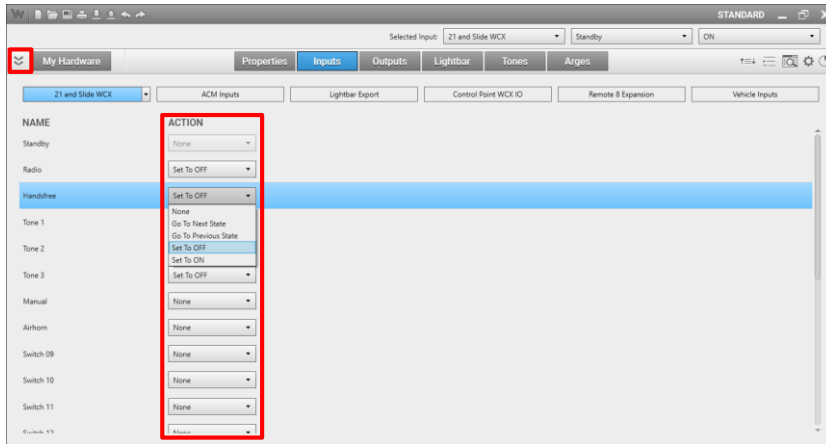 STANDARD
Selected Input: 21 and Slide WCX Standby ON
My Hardware Properties Inputs Outputs Lightbar Tones Arges
21 and Slide WCX ACM Inputs Lightbar Export Control Point WCX IO Remote 8 Expansion Vehicle Inputs
NAME ACTION
Standby None
Radio Set To OFF
Handsfree Set To OFF
None
Tone 1 Go To Next State
Go To Previous State
Tone 2 Set To OFF
Set To ON
Tone 3 Set To OFF
Manual None
Airhorn None
Switch 09 None
Switch 10 None
Switch 11 None
Switch 12 None